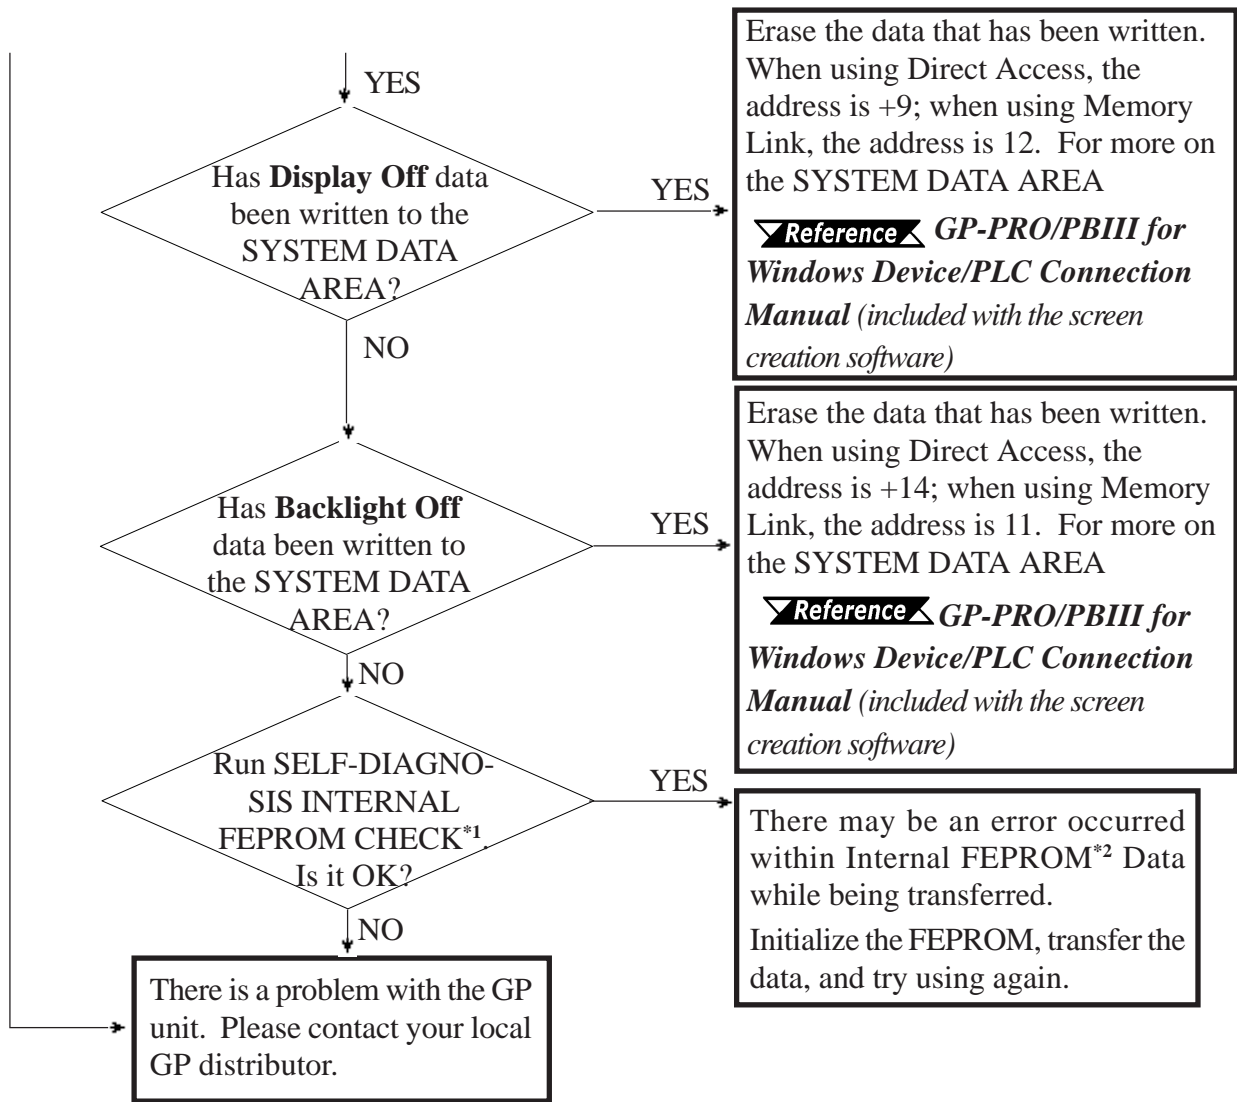 YES
Has Display Off data
been written to the
SYSTEM DATA
AREA?
YES
Erase the data that has been written.
When using Direct Access, the
address is +9; when using Memory
Link, the address is 12. For more on
the SYSTEM DATA AREA
Reference GP-PRO/PBIII for
Windows Device/PLC Connection
Manual (included with the screen
creation software)
NO
Has Backlight Off
data been written to
the SYSTEM DATA
AREA?
YES
Erase the data that has been written.
When using Direct Access, the
address is +14; when using Memory
Link, the address is 11. For more on
the SYSTEM DATA AREA
Reference GP-PRO/PBIII for
Windows Device/PLC Connection
Manual (included with the screen
creation software)
NO
Run SELF-DIAGNO-
SIS INTERNAL
FEPROM CHECK*1.
Is it OK?
YES
There may be an error occurred
within Internal FEPROM*2 Data
while being transferred.
Initialize the FEPROM, transfer the
data, and try using again.
NO
There is a problem with the GP
unit. Please contact your local
GP distributor.